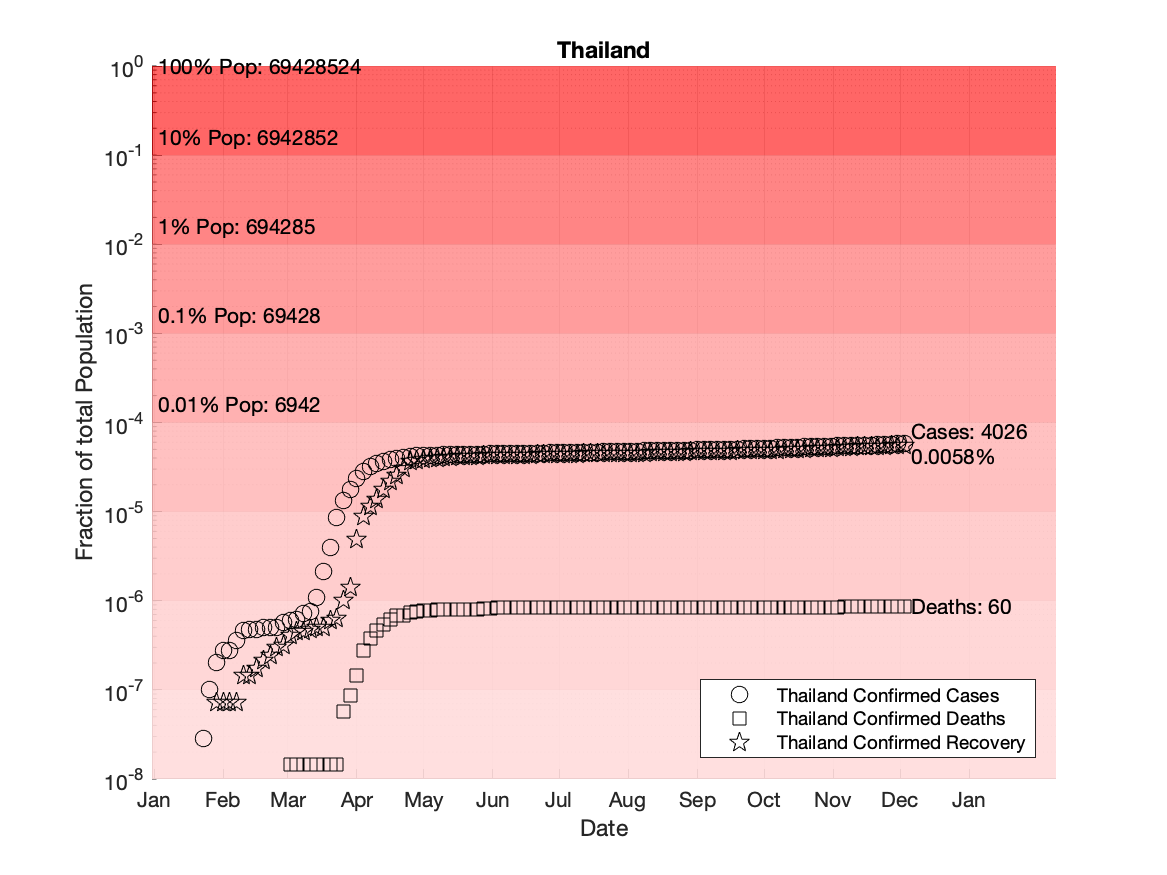 Thailand
10^0
100% Pop: 69428524
10% Pop: 6942852
10^-1
1% Pop: 694285
10^-2
0.1% Pop: 69428
10^-3
0.01% Pop: 6942
10^-4
Cases: 4026
0.0058%
10^-5
10^-6
Deaths: 60
10^-7
10^-8
Fraction of total Population
Thailand Confirmed Cases
Thailand Confirmed Deaths
Thailand Confirmed Recovery
Jan Feb Mar Apr May Jun Jul Aug Sep Oct Nov Dec Jan
Date